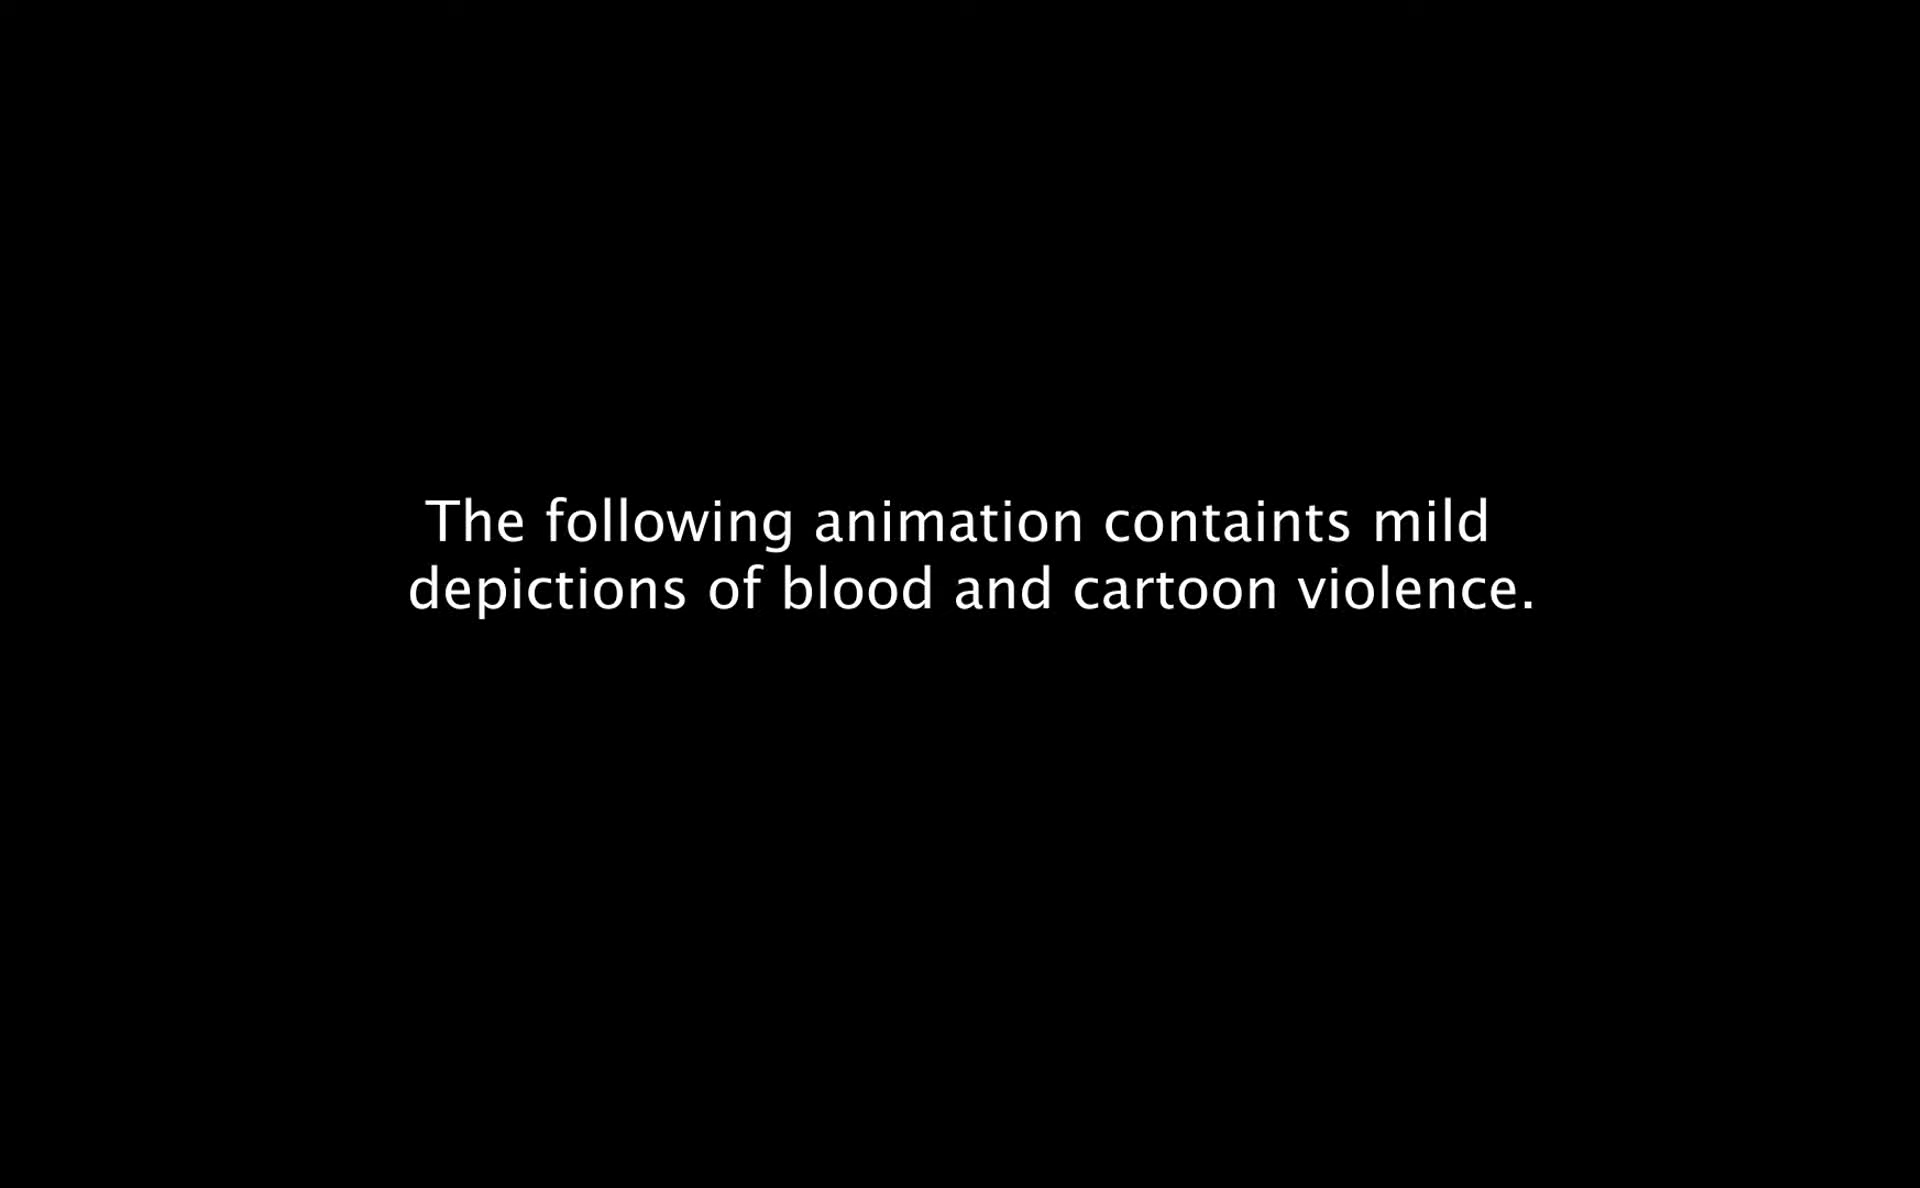 The following animation containts mild
depictions of blood and cartoon violence.